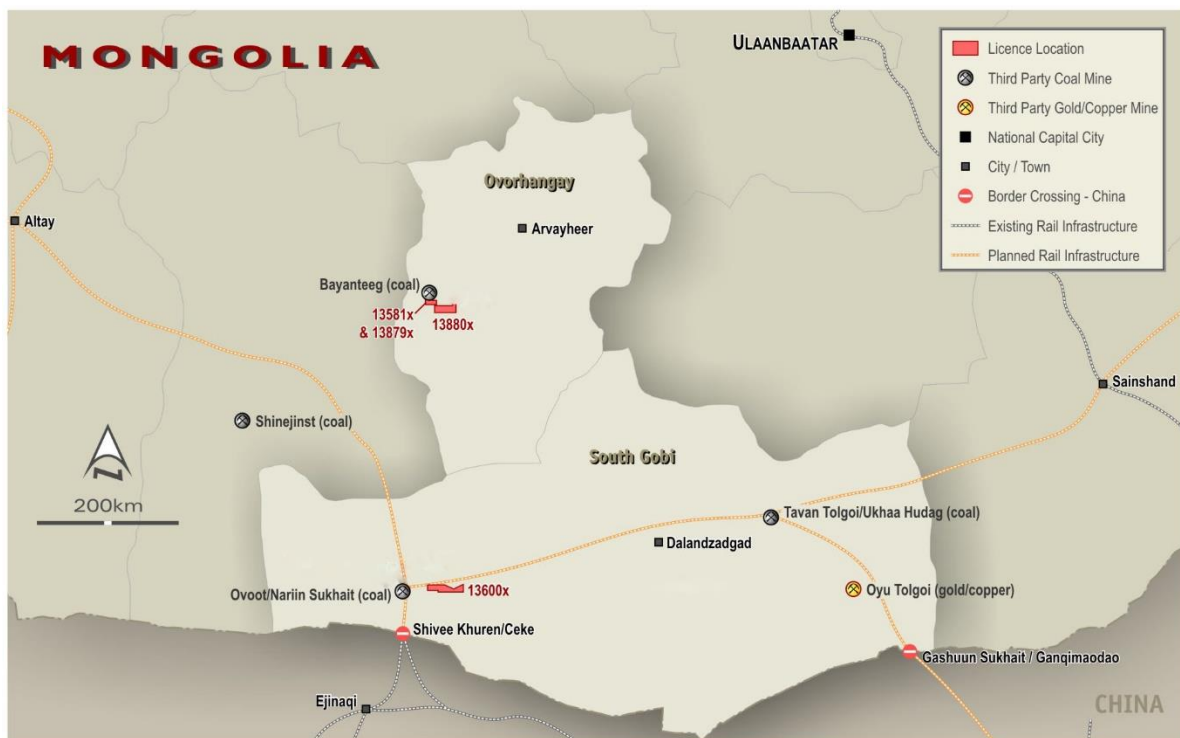 MONGOLIA
ULAANBAATAR
Licence Location
Third Party Coal Mine
Third Party Gold/Copper Mine
National Capital City
City / Town
Border Crossing - China
Existing Rail Infrastructure
Planned Rail Infrastructure
Ovorhangay
Altay
Arvayheer
Bayanteeg (coal)
13581x
& 13879x
13880x
Sainshand
Shinejinst (coal)
South Gobi
N
200km
Tavan Tolgoi/Ukhaa Hudag (coal)
Dalandzadgad
Ovoot/Nariin Sukhait (coal)
13600x
Oyu Tolgoi (gold/copper)
Shivee Khuren/Ceke
Gashuun Sukhait / Ganqimaodao
Ejinaqi
CHINA